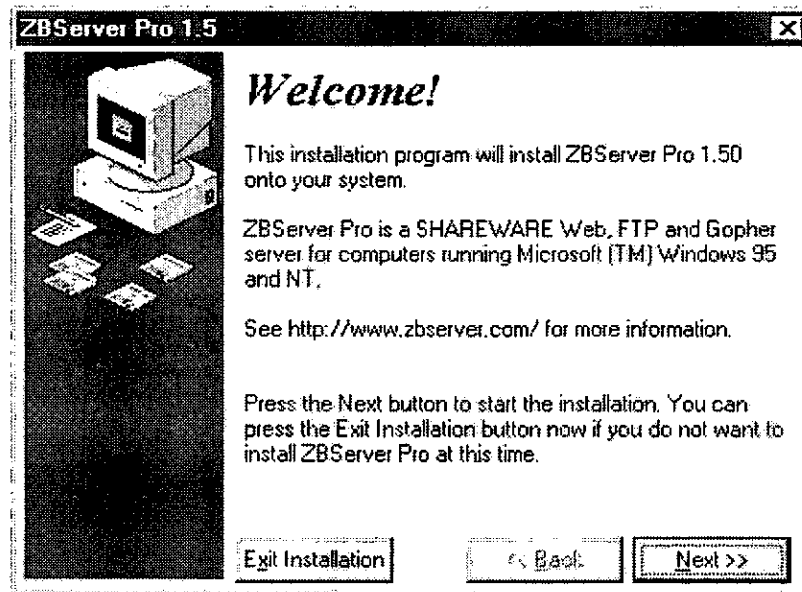 ZBServer Pro 1.5
Welcome!
This installation program will install ZBServer Pro 1.50
onto your system.
ZBServer Pro is a SHAREWARE Web, FTP and Gopher
server for computers running Microsoft (TM) Windows 95
and NT.
See http://www.zbserver.com/ for more information.
Press the Next button to start the installation. You can
press the Exit Installation button now if you do not want to
install ZBServer Pro at this time.
Exit Installation
<< Back
Next >>